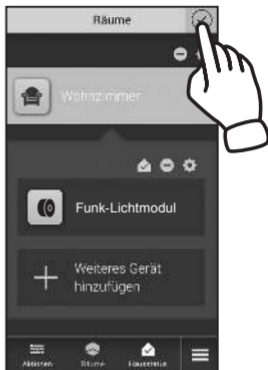 Räume
Wohnzimmer
Funk-Lichtmodul
Weiteres Gerät
hinzufügen
Aktionen
Räume
Hausstatus